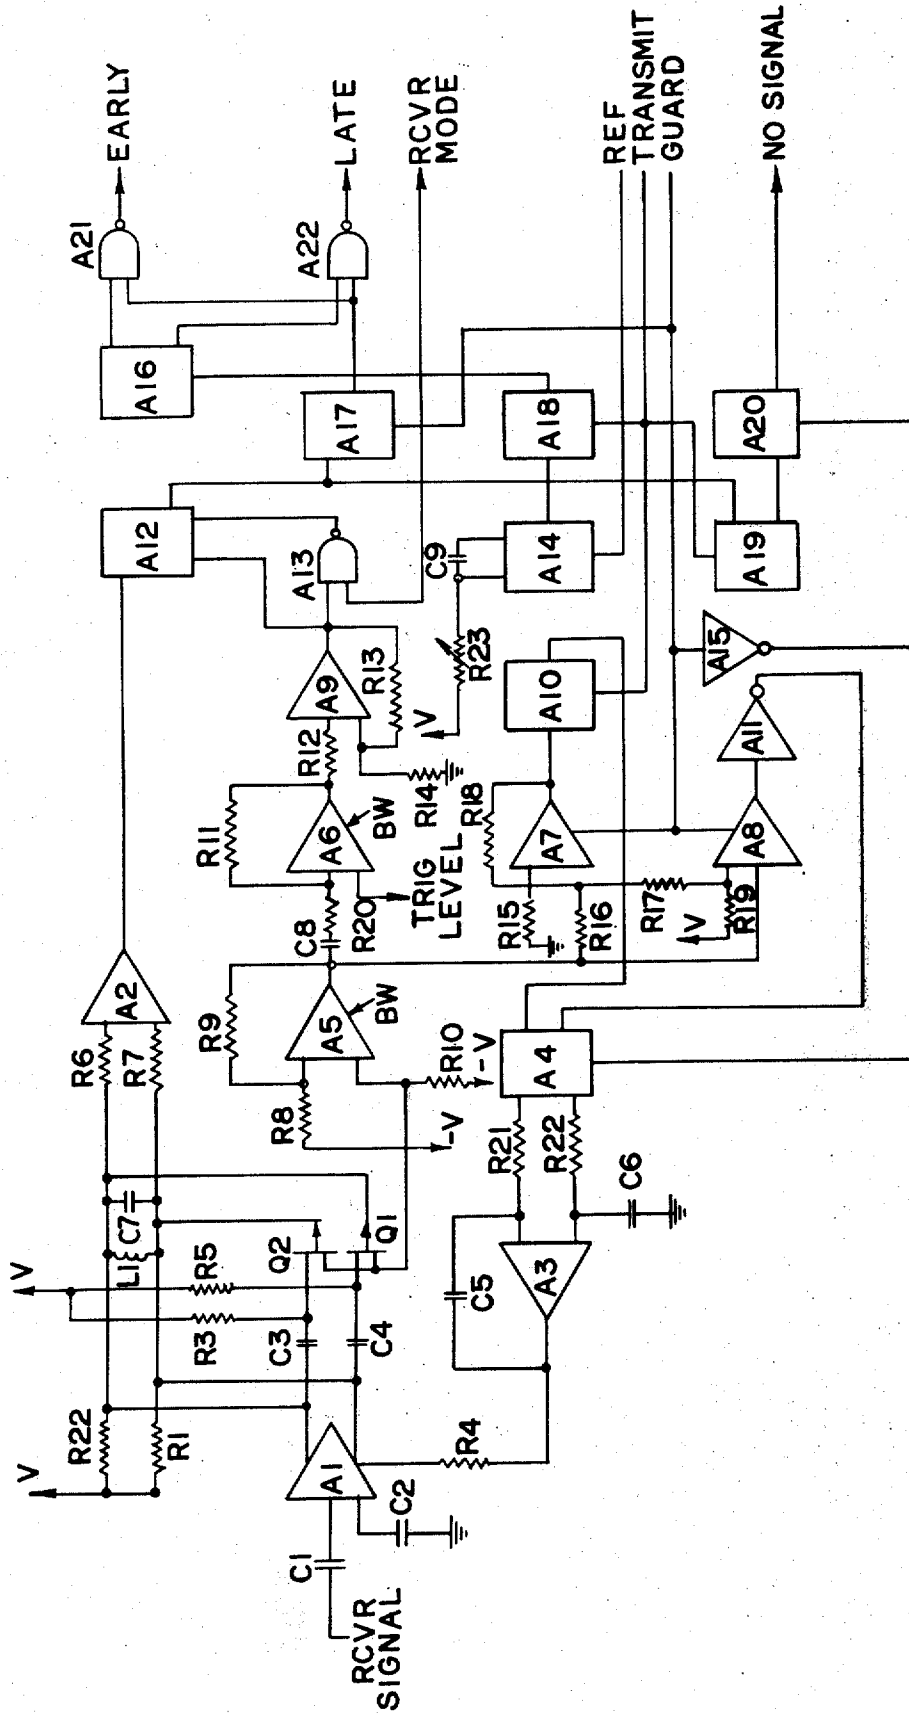 V
R22
R1
L1
C7
R6
R7
A2
V
R3
R5
C3
C4
Q2
Q1
RCVR
SIGNAL
C1
A1
C2
R4
R8
-V
R9
A5
BW
R10
-V
C8
R20
R11
A6
BW
TRIG
LEVEL
R12
A9
R13
R14
V
R23
C9
A12
A13
A16
A17
A21
EARLY
A22
LATE
RCVR
MODE
A3
C5
C6
R21
R22
A4
R15
R16
R18
A7
A10
A14
A18
REF
TRANSMIT
GUARD
R17
V
R19
A8
A11
A15
A19
A20
NO SIGNAL